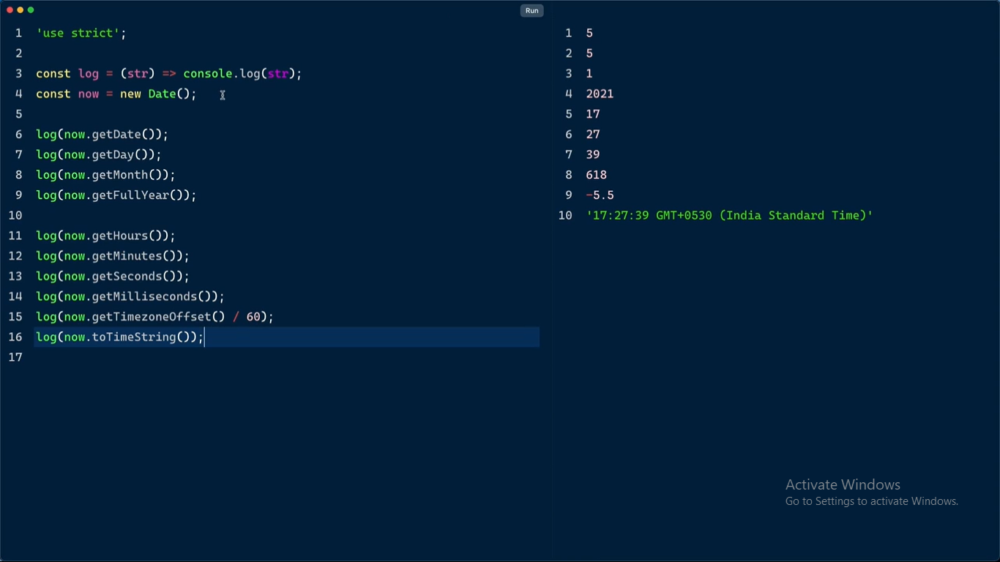 Run
1 'use strict';
2
3 const log = (str) => console.log(str);
4 const now = new Date();
5
6 log(now.getDate());
7 log(now.getDay());
8 log(now.getMonth());
9 log(now.getFullYear());
10
11 log(now.getHours());
12 log(now.getMinutes());
13 log(now.getSeconds());
14 log(now.getMilliseconds());
15 log(now.getTimezoneOffset() / 60);
16 log(now.toTimeString());
17
1 5
2 5
3 1
4 2021
5 17
6 27
7 39
8 618
9 -5.5
10 '17:27:39 GMT+0530 (India Standard Time)'
Activate Windows
Go to Settings to activate Windows.